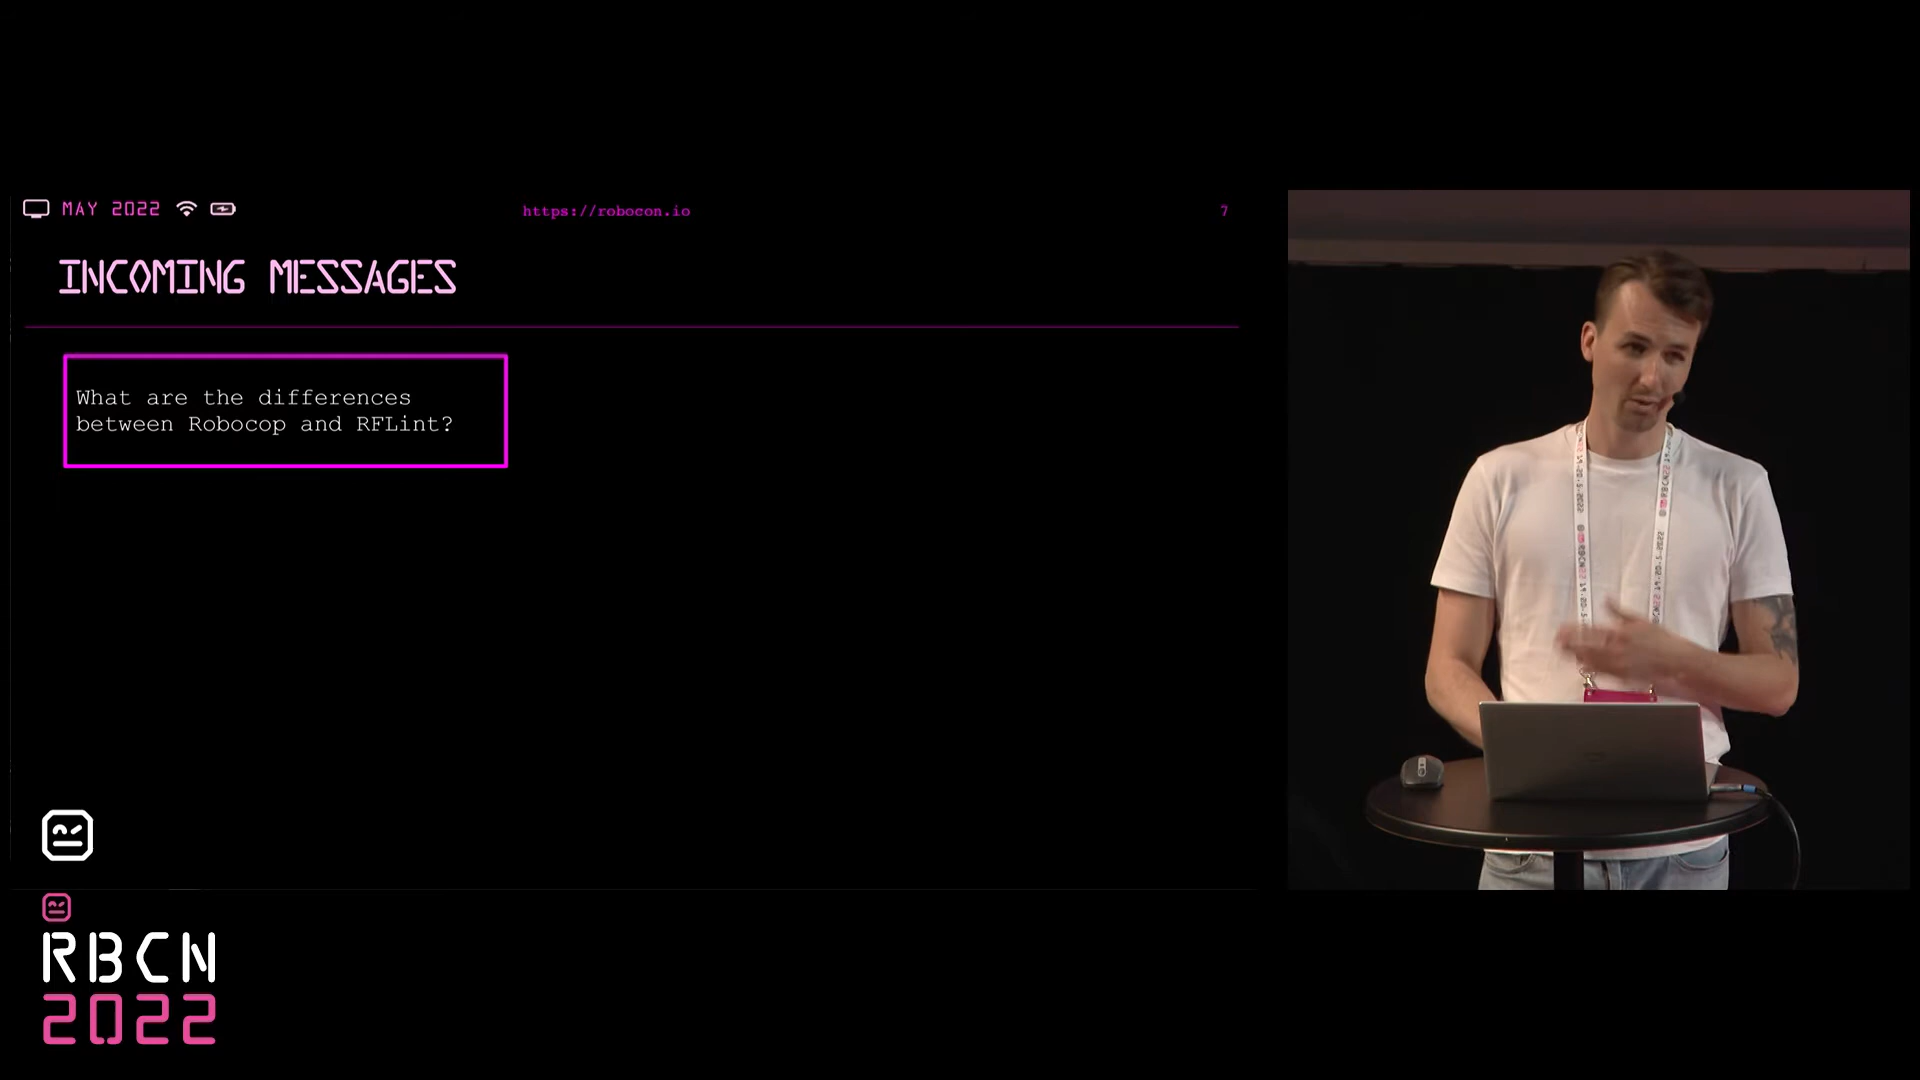 MAY 2022
https://robocon.io
7
INCOMING MESSAGES
What are the differences
between Robocop and RFLint?
RBCN
2022